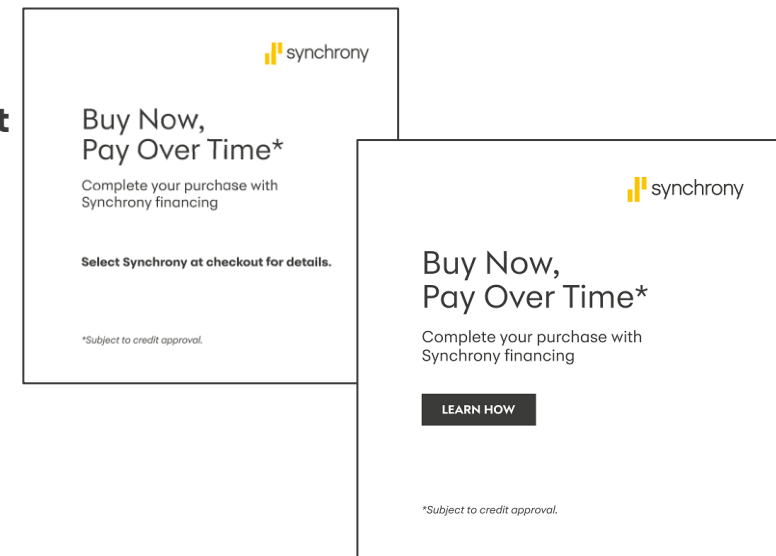 synchrony
Buy Now,
Pay Over Time*
Complete your purchase with
Synchrony financing
Select Synchrony at checkout for details.
*Subject to credit approval.
synchrony
Buy Now,
Pay Over Time*
Complete your purchase with
Synchrony financing
LEARN HOW
*Subject to credit approval.